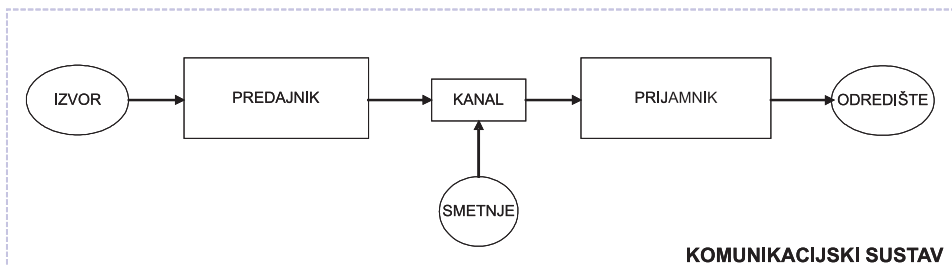 IZVOR
PREDAJNIK
KANAL
PRIJAMNIK
ODREDIŠTE
SMETNJE
KOMUNIKACIJSKI SUSTAV